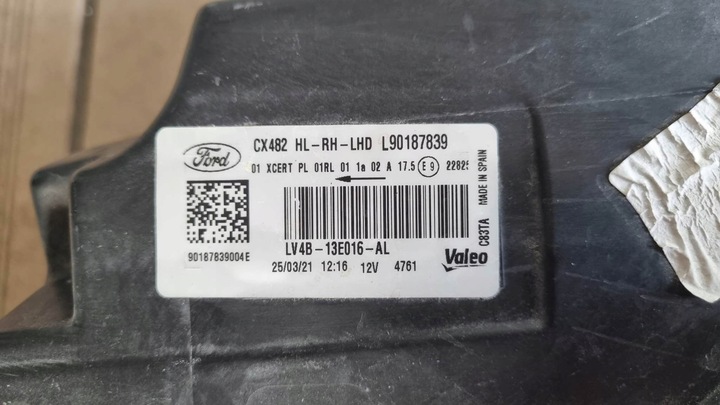 Ford
CX482 HL-RH-LHD L90187839
01 XCERT PL 01RL 01 1a 02 A 17.5 E9 22825
90187839004E
LV4B-13E016-AL
25/03/21 12:16 12V 4761
Valeo
C83TA MADE IN SPAIN